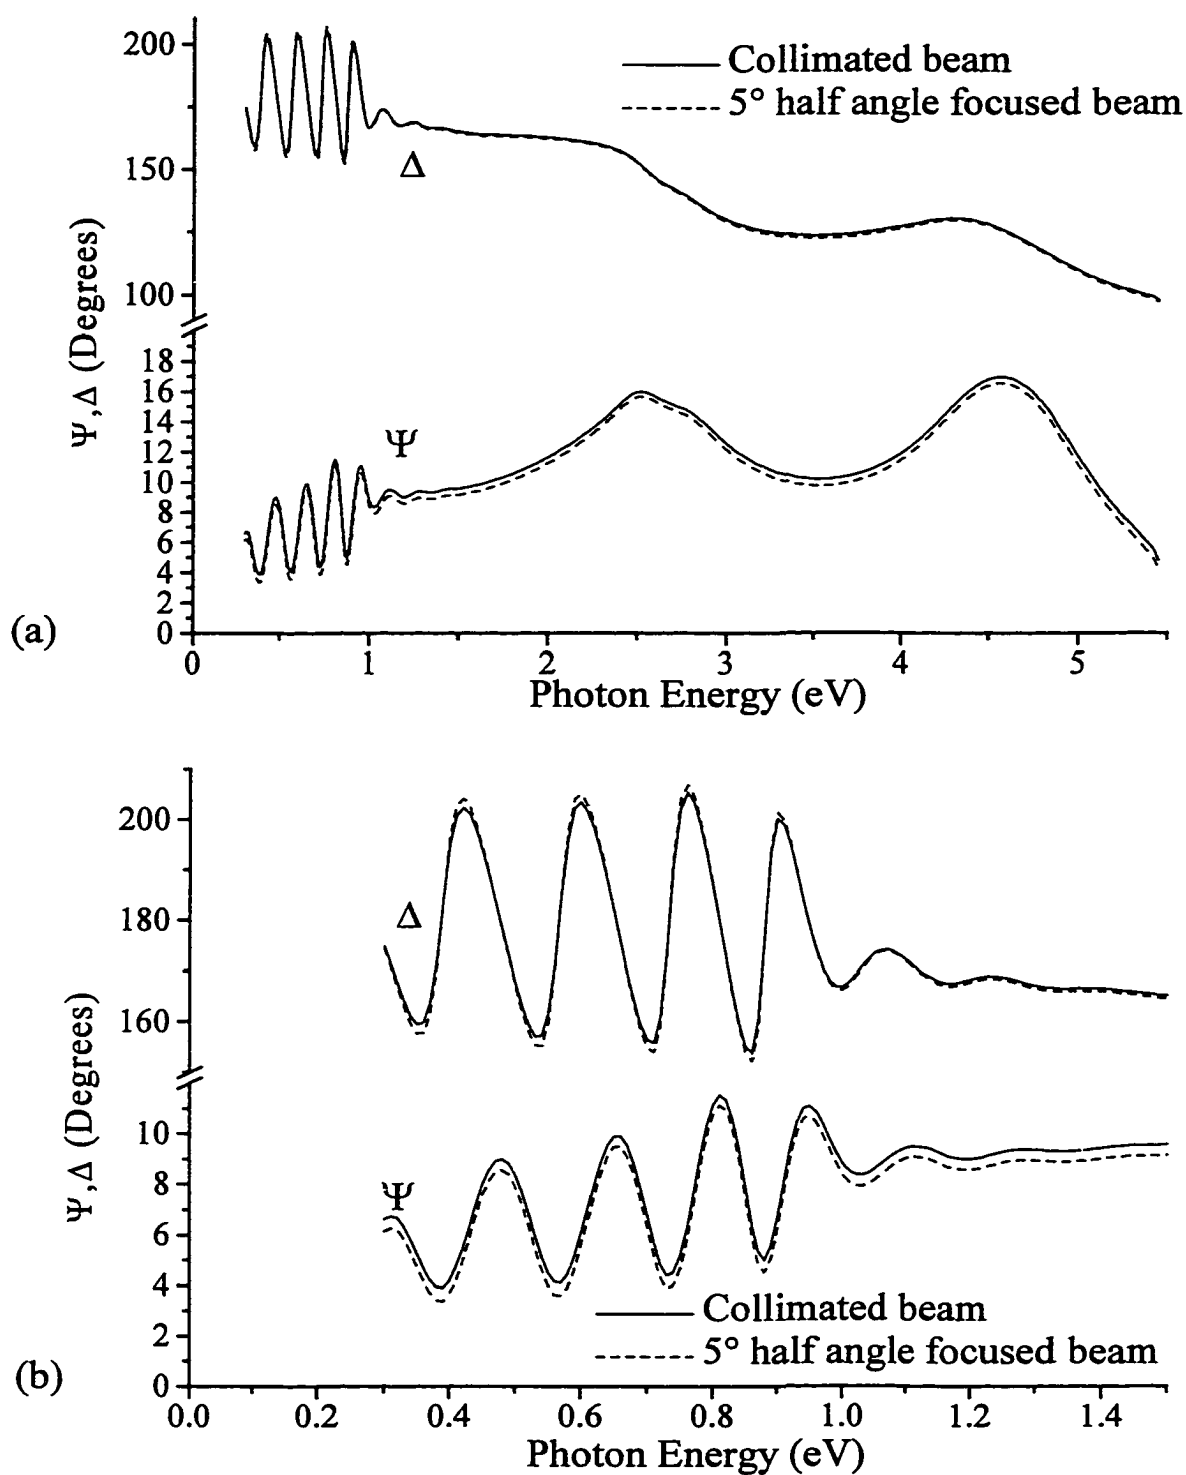 200
150
100
18
16
14
12
10
8
6
4
2
0
Ψ,Δ (Degrees)
Collimated beam
5° half angle focused beam
Δ
Ψ
(a)
0 1 2 3 4 5
Photon Energy (eV)
200
180
160
10
8
6
4
2
0
Ψ,Δ (Degrees)
Δ
Ψ
Collimated beam
5° half angle focused beam
(b)
0.0 0.2 0.4 0.6 0.8 1.0 1.2 1.4
Photon Energy (eV)